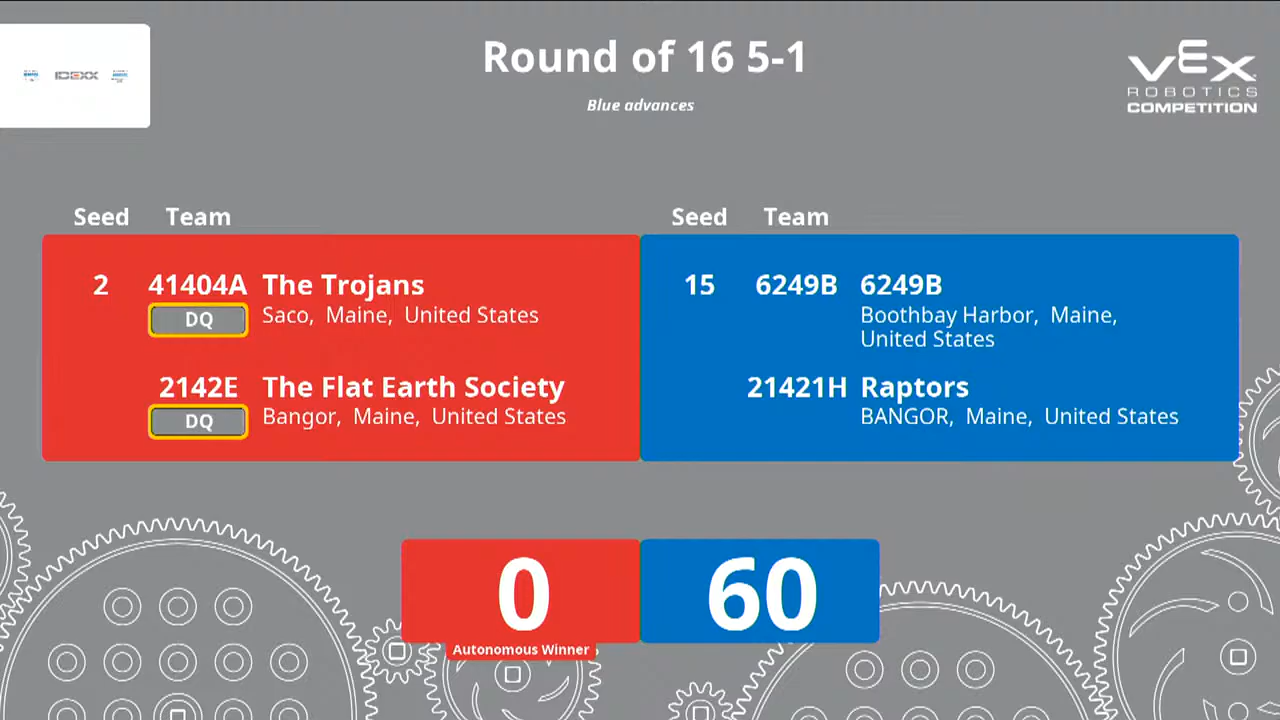 Round of 16 5-1
Blue advances
IDEXX
VEX
ROBOTICS
COMPETITION
Seed Team
2 41404A The Trojans
DQ Saco, Maine, United States
2142E The Flat Earth Society
DQ Bangor, Maine, United States
Seed Team
15 6249B 6249B
Boothbay Harbor, Maine,
United States
21421H Raptors
BANGOR, Maine, United States
0 60
Autonomous Winner